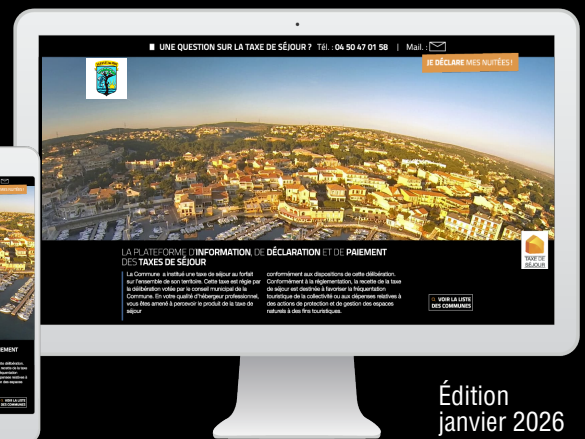 ■ UNE QUESTION SUR LA TAXE DE SÉJOUR ? Tél. : 04 50 47 01 58 | Mail. :
JE DÉCLARE MES NUITÉES !
LA PLATEFORME D'INFORMATION, DE DÉCLARATION ET DE PAIEMENT
DES TAXES DE SÉJOUR
La Commune a institué une taxe de séjour au forfait
sur l'ensemble de son territoire. Cette taxe est régie par
la délibération votée par le conseil municipal de la
Commune. En votre qualité d'hébergeur professionnel,
vous êtes amené à percevoir le produit de la taxe de
séjour
conformément aux dispositions de cette délibération.
Conformément à la réglementation, la recette de la taxe
de séjour est destinée à favoriser la fréquentation
touristique de la collectivité ou aux dépenses relatives à
des actions de protection et de gestion des espaces
naturels à des fins touristiques.
TAXE DE
SÉJOUR
VOIR LA LISTE
DES COMMUNES
EMENT
VOIR LA LISTE
DES COMMUNES
Édition
janvier 2026